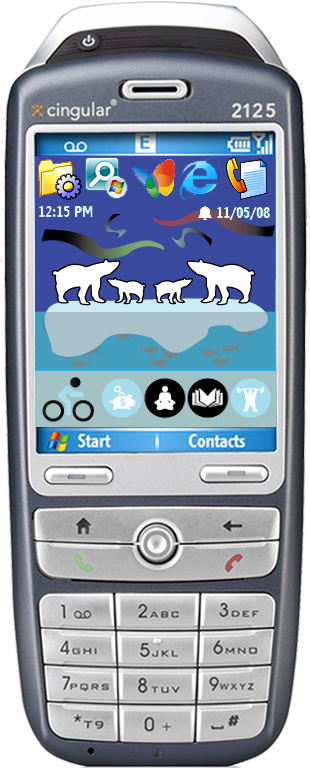 cingular®
2125
E
12:15 PM 11/05/08
Start Contacts
1 2ABC 3DEF
4GHI 5JKL 6MNO
7PQRS 8TUV 9WXYZ
*T9 0 + #